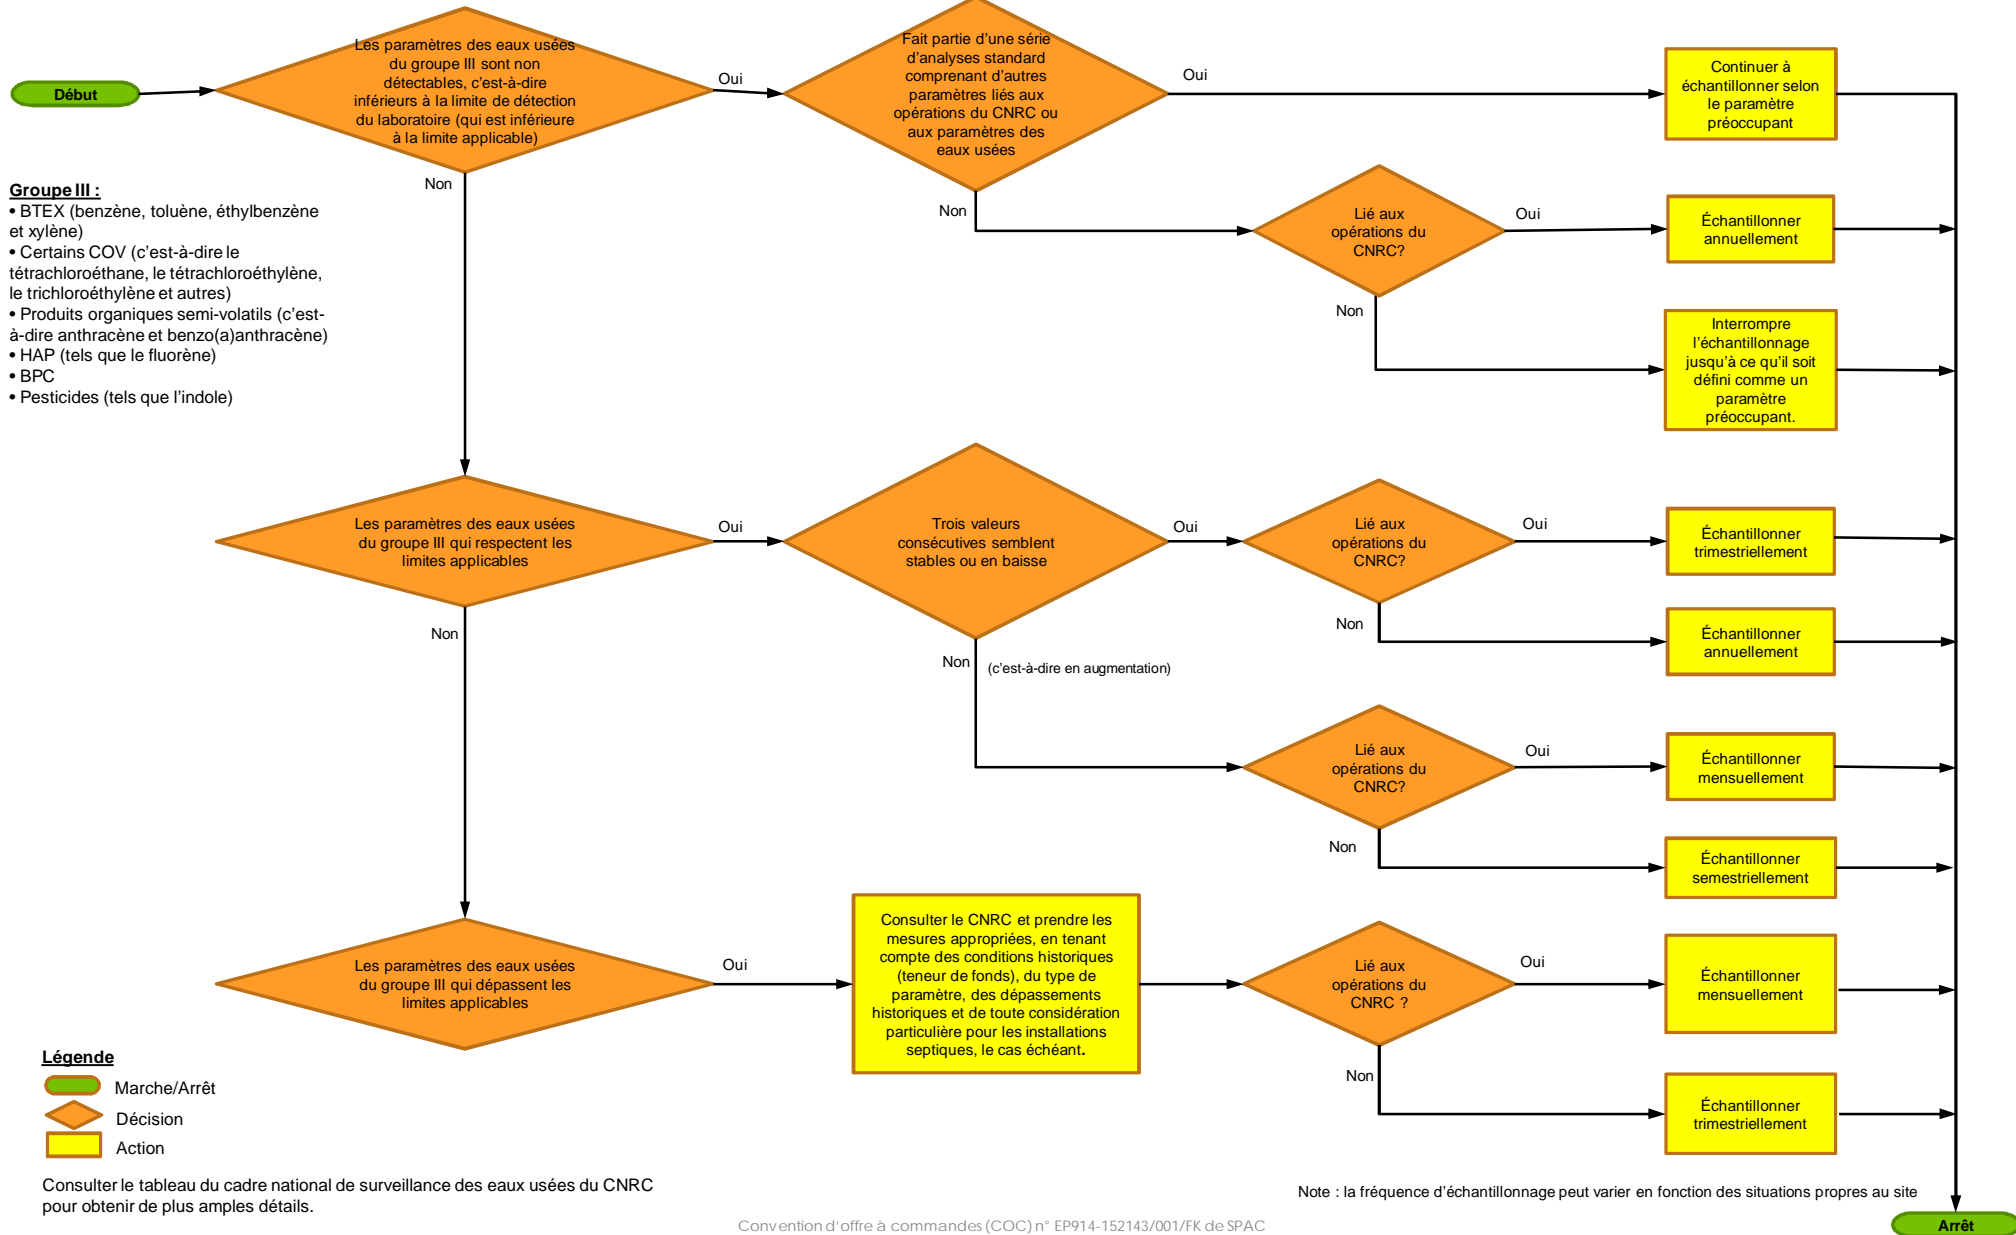 Début
Les paramètres des eaux usées
du groupe III sont non
détectables, c'est-à-dire
inférieurs à la limite de détection
du laboratoire (qui est inférieure
à la limite applicable)
Oui
Fait partie d'une série
d'analyses standard
comprenant d'autres
paramètres liés aux
opérations du CNRC ou
aux paramètres des
eaux usées
Oui
Continuer à
échantillonner selon
le paramètre
préoccupant
Non
Non
Lié aux
opérations du
CNRC?
Oui
Échantillonner
annuellement
Non
Interrompre
l'échantillonnage
jusqu'à ce qu'il soit
défini comme un
paramètre
préoccupant.
Groupe III :
• BTEX (benzène, toluène, éthylbenzène
et xylène)
• Certains COV (c'est-à-dire le
tétrachloroéthane, le tétrachloroéthylène,
le trichloroéthylène et autres)
• Produits organiques semi-volatils (c'est-
à-dire anthracène et benzo(a)anthracène)
• HAP (tels que le fluorène)
• BPC
• Pesticides (tels que l'indole)
Les paramètres des eaux usées
du groupe III qui respectent les
limites applicables
Oui
Trois valeurs
consécutives semblent
stables ou en baisse
Oui
Lié aux
opérations du
CNRC?
Oui
Échantillonner
trimestriellement
Non
Échantillonner
annuellement
Non
Non
(c'est-à-dire en augmentation)
Lié aux
opérations du
CNRC?
Oui
Échantillonner
mensuellement
Non
Échantillonner
semestriellement
Les paramètres des eaux usées
du groupe III qui dépassent les
limites applicables
Oui
Consulter le CNRC et prendre les
mesures appropriées, en tenant
compte des conditions historiques
(teneur de fonds), du type de
paramètre, des dépassements
historiques et de toute considération
particulière pour les installations
septiques, le cas échéant.
Lié aux
opérations du
CNRC ?
Oui
Échantillonner
mensuellement
Non
Échantillonner
trimestriellement
Légende
Marche/Arrêt
Décision
Action
Consulter le tableau du cadre national de surveillance des eaux usées du CNRC
pour obtenir de plus amples détails.
Note : la fréquence d'échantillonnage peut varier en fonction des situations propres au site
Convention d'offre à commandes (COC) n° EP914-152143/001/FK de SPAC
Arrêt